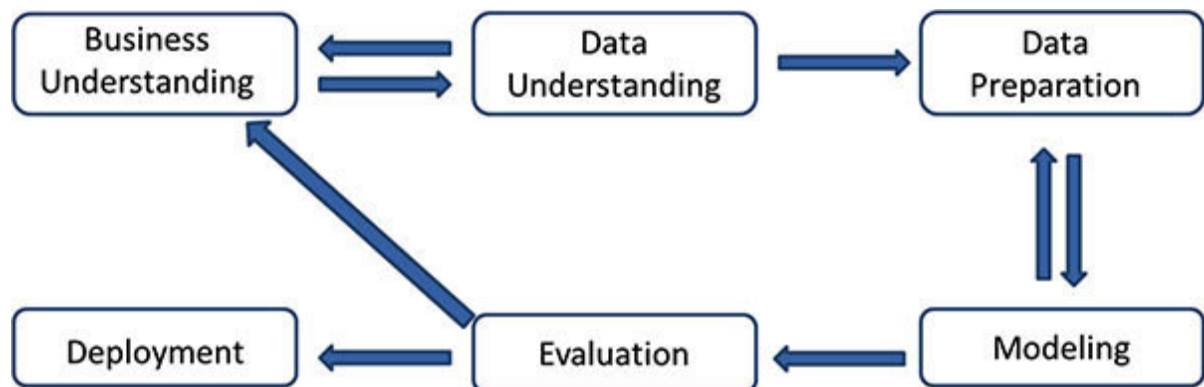 Business
Understanding
Data
Understanding
Data
Preparation
Deployment
Evaluation
Modeling